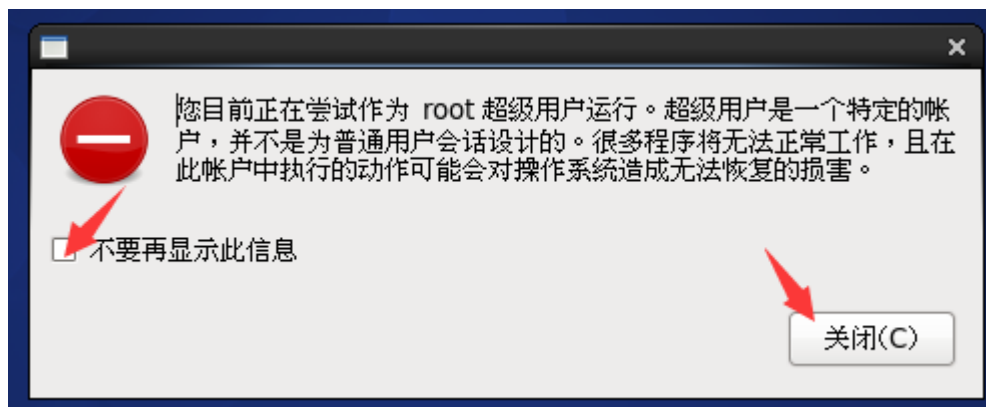 您目前正在尝试作为 root 超级用户运行。超级用户是一个特定的帐
户，并不是为普通用户会话设计的。很多程序将无法正常工作，且在
此帐户中执行的动作可能会对操作系统造成无法恢复的损害。
不要再显示此信息
关闭(C)